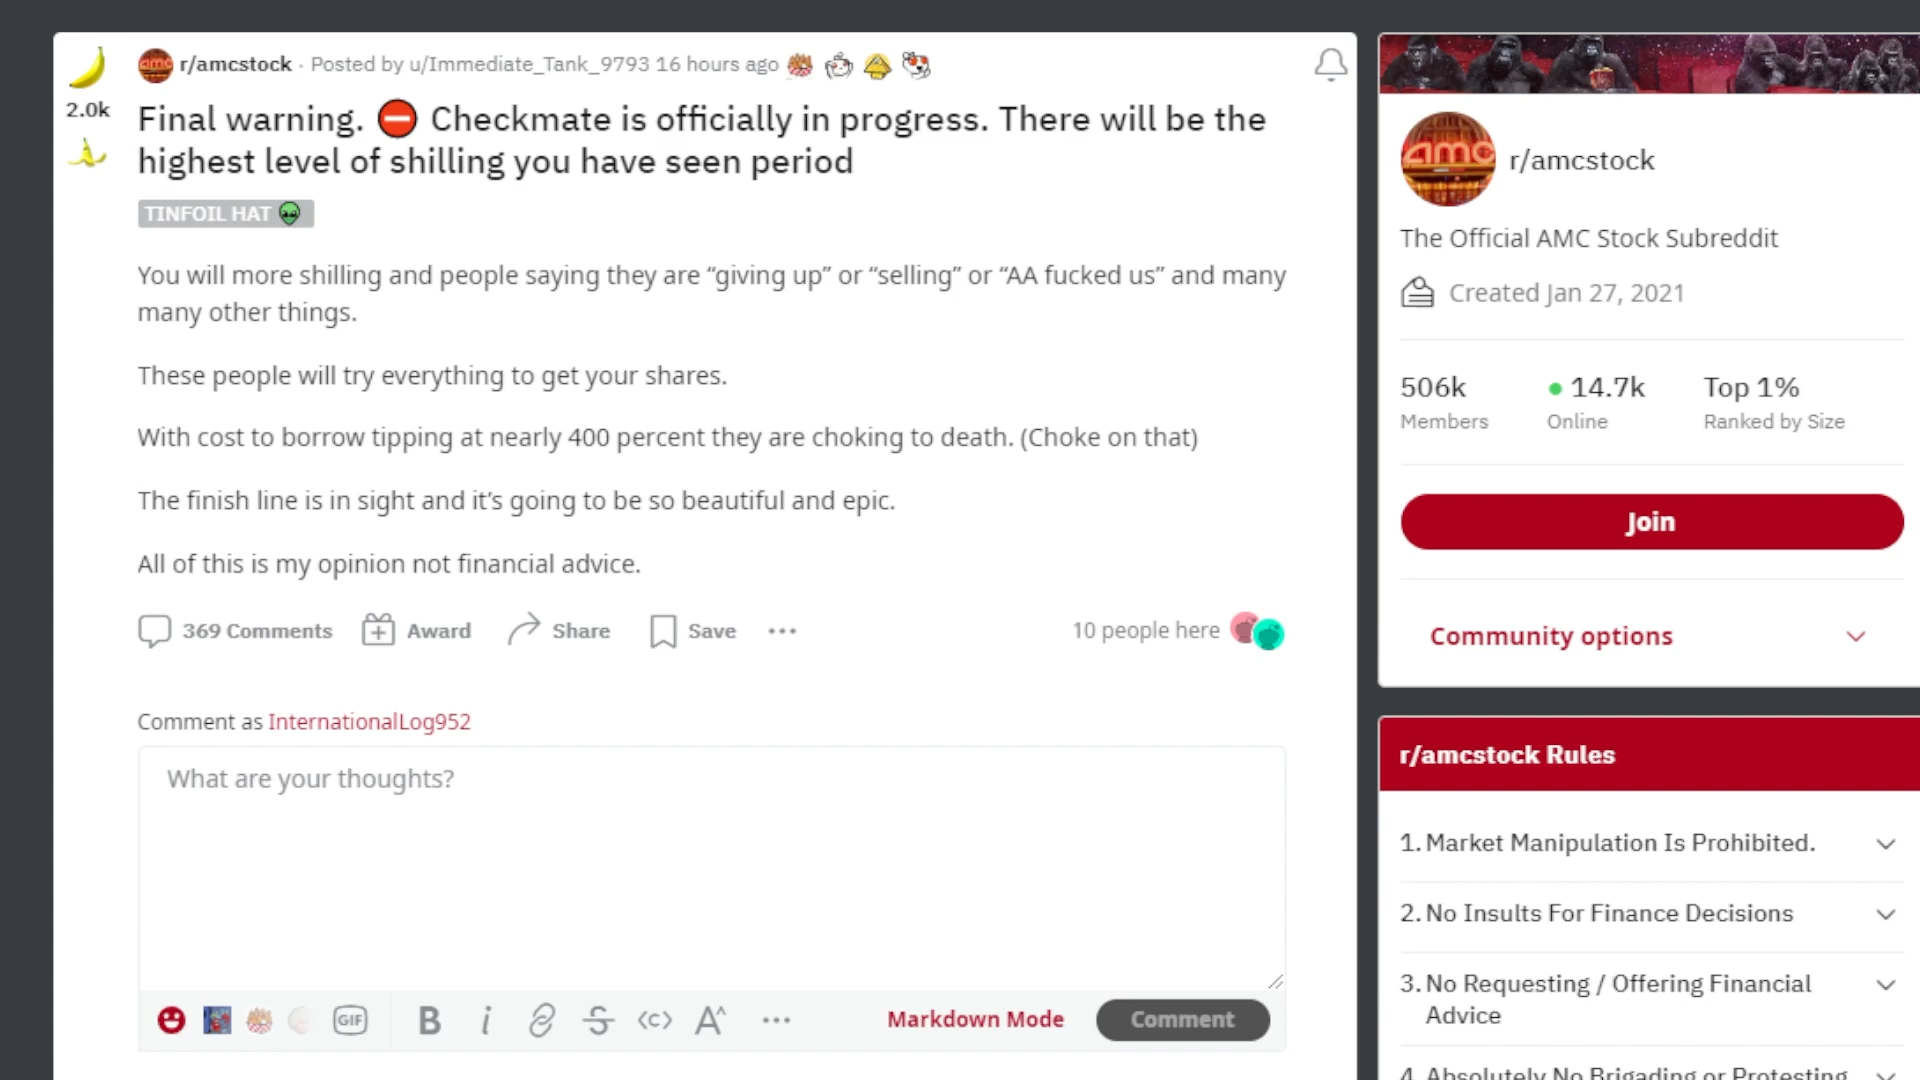 r/amcstock · Posted by u/Immediate_Tank_9793 16 hours ago
2.0k
Final warning. ⛔ Checkmate is officially in progress. There will be the
highest level of shilling you have seen period
TINFOIL HAT 👽
You will more shilling and people saying they are “giving up” or “selling” or “AA fucked us” and many
many other things.
These people will try everything to get your shares.
With cost to borrow tipping at nearly 400 percent they are choking to death. (Choke on that)
The finish line is in sight and it’s going to be so beautiful and epic.
All of this is my opinion not financial advice.
369 Comments Award Share Save ···
10 people here
Comment as InternationalLog952
What are your thoughts?
GIF B i S <c> A^ ···
Markdown Mode Comment
amc
r/amcstock
The Official AMC Stock Subreddit
Created Jan 27, 2021
506k 14.7k Top 1%
Members Online Ranked by Size
Join
Community options
r/amcstock Rules
1. Market Manipulation Is Prohibited.
2. No Insults For Finance Decisions
3. No Requesting / Offering Financial
Advice
4. Absolutely No Brigading or Protesting